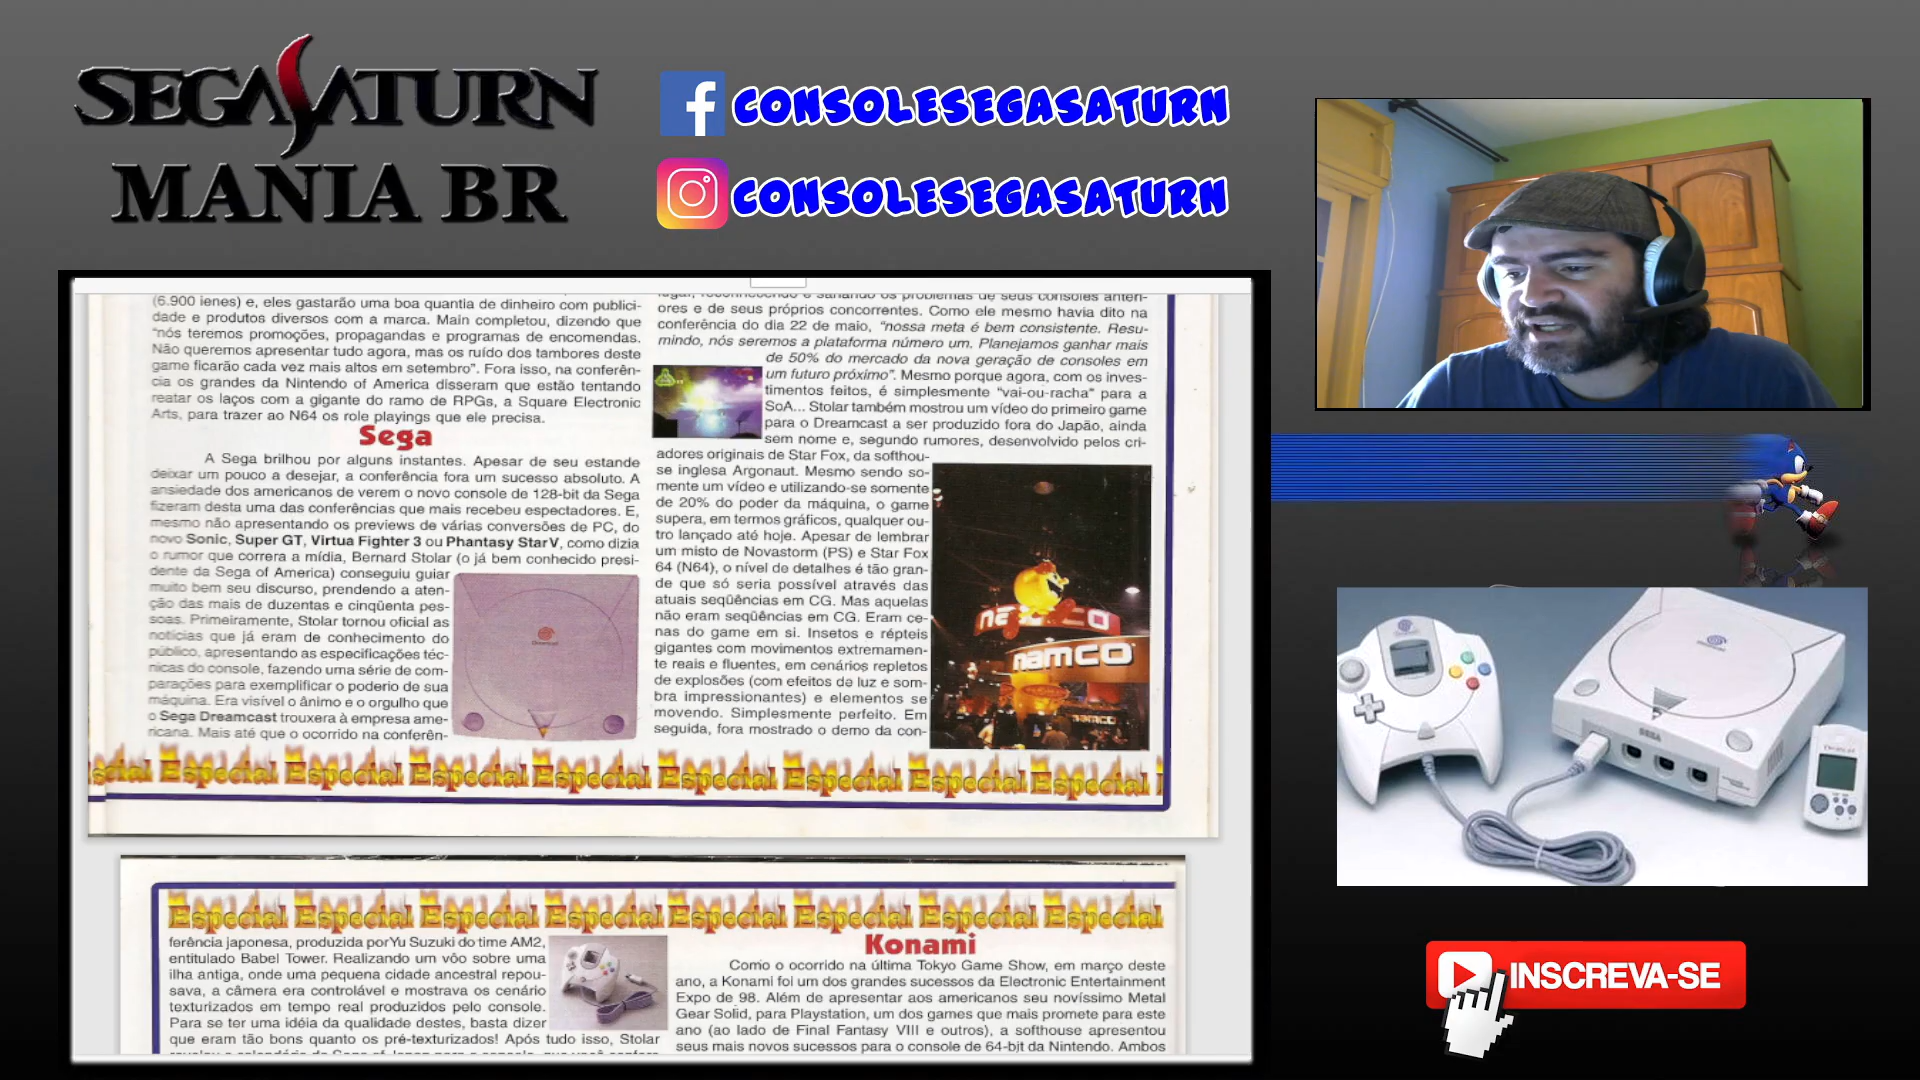 SEGA SATURN
MANIA BR
CONSOLESEGASATURN
CONSOLESEGASATURN
(6.900 ienes) e, eles gastarão uma boa quantia de dinheiro com publici-
dade e produtos diversos com a marca. Main completou, dizendo que
“nós teremos promoções, propagandas e programas de encomendas.
Não queremos apresentar tudo agora, mas os ruído dos tambores deste
game ficarão cada vez mais altos em setembro”. Fora isso, na conferên-
cia os grandes da Nintendo of America disseram que estão tentando
reatar os laços com a gigante do ramo de RPGs, a Square Electronic
Arts, para trazer ao N64 os role playings que ele precisa.
Sega
A Sega brilhou por alguns instantes. Apesar de seu estande
deixar um pouco a desejar, a conferência fora um sucesso absoluto. A
ansiedade dos americanos de verem o novo console de 128-bit da Sega
fizeram desta uma das conferências que mais recebeu espectadores. E,
mesmo não apresentando os previews de várias conversões de PC, do
novo Sonic, Super GT, Virtua Fighter 3 ou Phantasy Star V, como dizia
o rumor que correra a mídia, Bernard Stolar (o já bem conhecido presi-
dente da Sega of America) conseguiu guiar
muito bem seu discurso, prendendo a aten-
ção das mais de duzentas e cinqüenta pes-
soas. Primeiramente, Stolar tornou oficial as
notícias que já eram de conhecimento do
público, apresentando as especificações téc-
nicas do console, fazendo uma série de com-
parações para exemplificar o poderio de sua
máquina. Era visível o ânimo e o orgulho que
o Sega Dreamcast trouxera à empresa ame-
ricana. Mais até que o ocorrido na conferên-
lugar, reconhecendo e sanando os problemas de seus consoles anteri-
ores e de seus próprios concorrentes. Como ele mesmo havia dito na
conferência do dia 22 de maio, “nossa meta é bem consistente. Resu-
mindo, nós seremos a plataforma número um. Planejamos ganhar mais
de 50% do mercado da nova geração de consoles em
um futuro próximo”. Mesmo porque agora, com os inves-
timentos feitos, é simplesmente “vai-ou-racha” para a
SoA... Stolar também mostrou um vídeo do primeiro game
para o Dreamcast a ser produzido fora do Japão, ainda
sem nome e, segundo rumores, desenvolvido pelos cri-
adores originais de Star Fox, da softhou-
se inglesa Argonaut. Mesmo sendo so-
mente um vídeo e utilizando-se somente
de 20% do poder da máquina, o game
supera, em termos gráficos, qualquer ou-
tro lançado até hoje. Apesar de lembrar
um misto de Novastorm (PS) e Star Fox
64 (N64), o nível de detalhes é tão gran-
de que só seria possível através das
atuais seqüências em CG. Mas aquelas
não eram seqüências em CG. Eram ce-
nas do game em si. Insetos e répteis
gigantes com movimentos extremamen-
te reais e fluentes, em cenários repletos
de explosões (com efeitos de luz e som-
bra impressionantes) e elementos se
movendo. Simplesmente perfeito. Em
seguida, fora mostrado o demo da con-
namco
namco
Especial Especial Especial Especial Especial Especial Especial Especial Especial
Especial Especial Especial Especial Especial Especial Especial Especial
ferência japonesa, produzida por Yu Suzuki do time AM2,
entitulado Babel Tower. Realizando um vôo sobre uma
ilha antiga, onde uma pequena cidade ancestral repou-
sava, a câmera era controlável e mostrava os cenário
texturizados em tempo real produzidos pelo console.
Para se ter uma idéia da qualidade destes, basta dizer
que eram tão bons quanto os pré-texturizados! Após tudo isso, Stolar
Konami
Como o ocorrido na última Tokyo Game Show, em março deste
ano, a Konami foi um dos grandes sucessos da Electronic Entertainment
Expo de 98. Além de apresentar aos americanos seu novíssimo Metal
Gear Solid, para Playstation, um dos games que mais promete para este
ano (ao lado de Final Fantasy VIII e outros), a softhouse apresentou
seus mais novos sucessos para o console de 64-bit da Nintendo. Ambos
SEGA
INSCREVA-SE